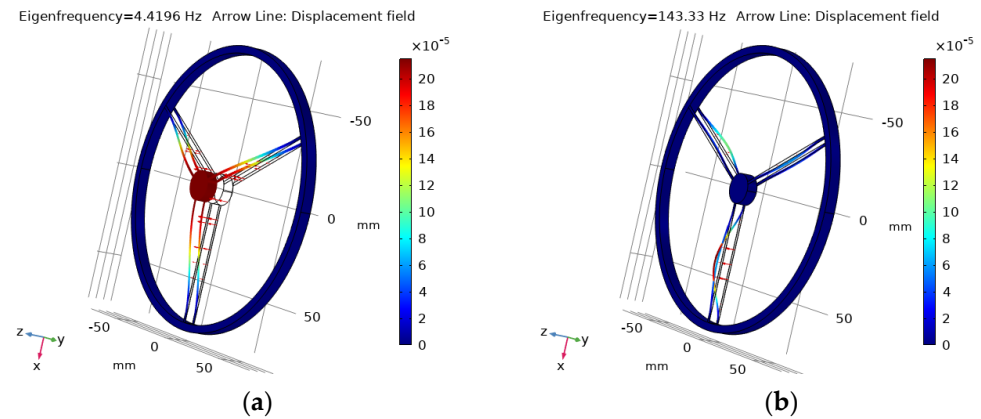 Eigenfrequency=4.4196 Hz Arrow Line: Displacement field
×10⁻⁵
20
18
16
14
12
10
8
6
4
2
0
-50
0
mm
50
-50
0
mm
50
z
y
x
(a)
Eigenfrequency=143.33 Hz Arrow Line: Displacement field
×10⁻⁵
20
18
16
14
12
10
8
6
4
2
0
-50
0
mm
50
-50
0
mm
50
z
y
x
(b)